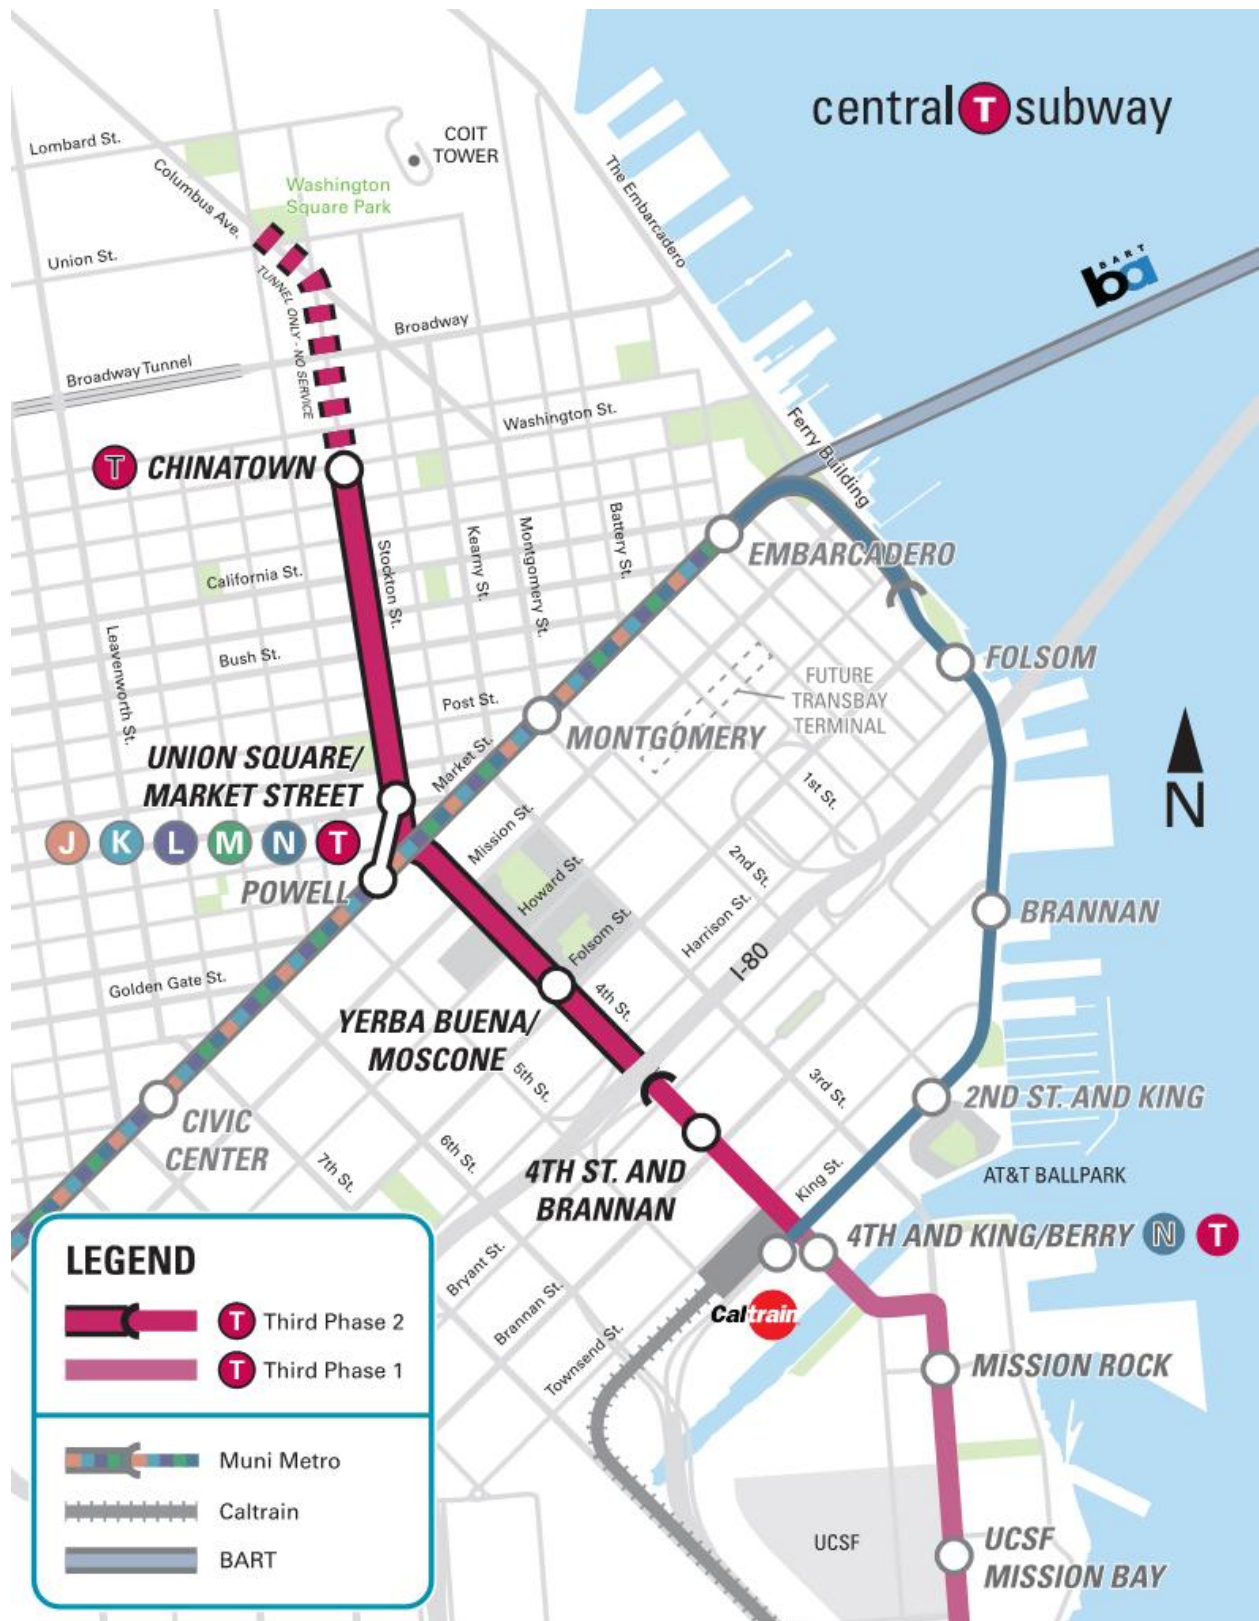 central T subway
Lombard St.
COIT
TOWER
Columbus Ave.
Washington
Square Park
The Embarcadero
Union St.
BART
ba
TUNNEL ONLY - NO SERVICE
Broadway
Broadway Tunnel
Washington St.
Ferry Building
T CHINATOWN
Stockton St.
Kearny St.
Montgomery St.
Battery St.
EMBARCADERO
California St.
Leavenworth St.
Bush St.
FOLSOM
FUTURE
TRANSBAY
TERMINAL
Post St.
MONTGOMERY
Market St.
UNION SQUARE/
MARKET STREET
J K L M N T
POWELL
N
1st St.
Mission St.
Howard St.
2nd St.
Harrison St.
Folsom St.
BRANNAN
I-80
Golden Gate St.
4th St.
YERBA BUENA/
MOSCONE
5th St.
3rd St.
2ND ST. AND KING
CIVIC
CENTER
6th St.
7th St.
4TH ST. AND
BRANNAN
King St.
AT&T BALLPARK
4TH AND KING/BERRY N T
Bryant St.
Brannan St.
Townsend St.
Caltrain
MISSION ROCK
UCSF
UCSF
MISSION BAY
LEGEND
T Third Phase 2
T Third Phase 1
Muni Metro
Caltrain
BART